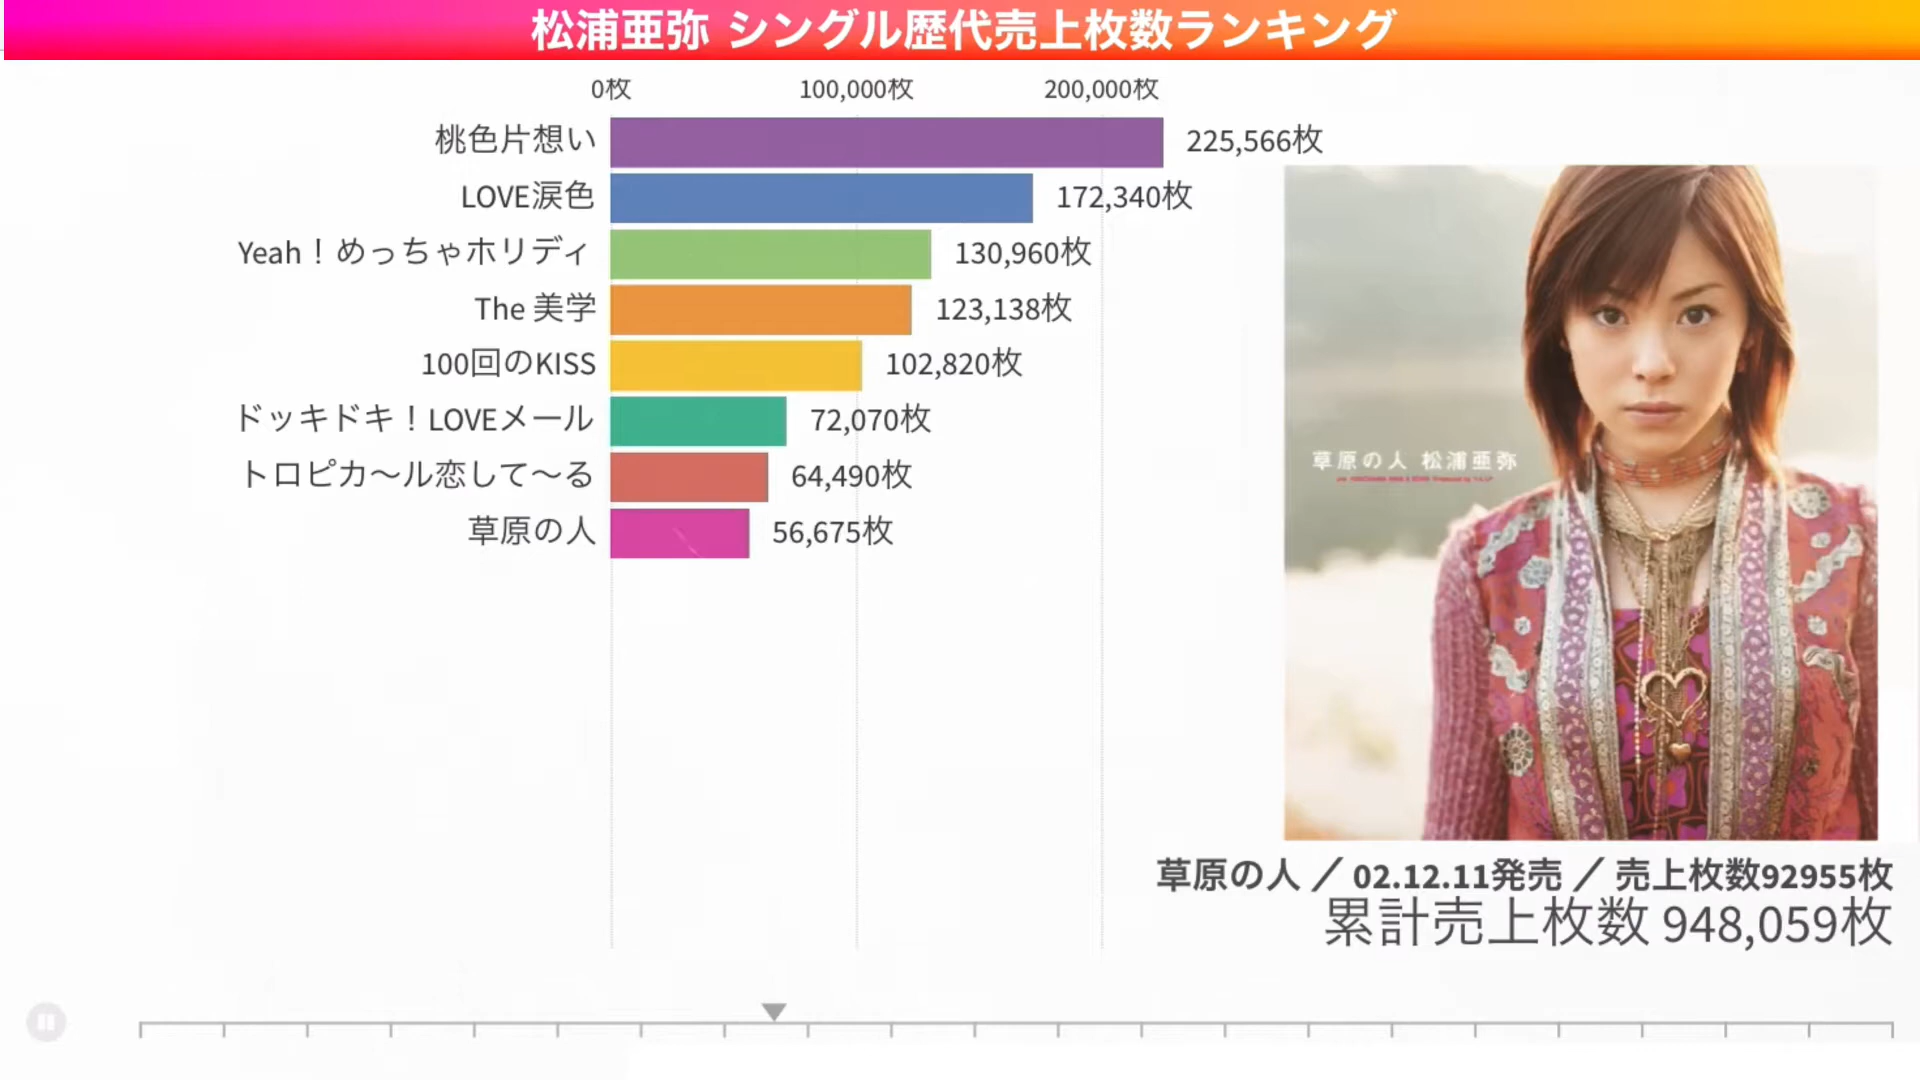 松浦亜弥 シングル歴代売上枚数ランキング
0枚 100,000枚 200,000枚
桃色片想い 225,566枚
LOVE涙色 172,340枚
Yeah！めっちゃホリディ 130,960枚
The 美学 123,138枚
100回のKISS 102,820枚
ドッキドキ！LOVEメール 72,070枚
トロピカ〜ル恋して〜る 64,490枚
草原の人 56,675枚
草原の人 松浦亜弥
草原の人 ／ 02.12.11発売 ／ 売上枚数92955枚
累計売上枚数 948,059枚